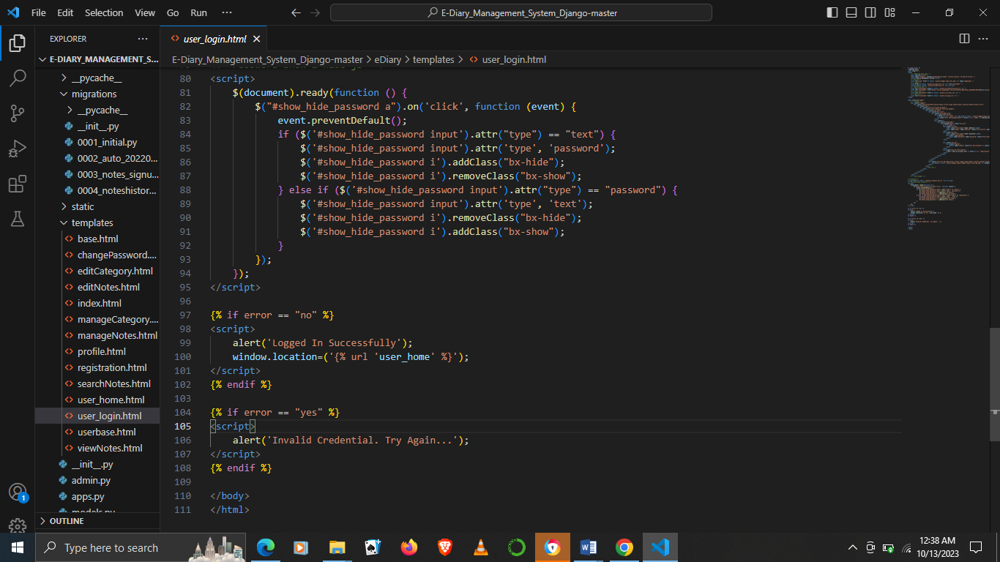 File Edit Selection View Go Run ··· E-Diary_Management_System_Django-master
EXPLORER ···
user_login.html
E-DIARY_MANAGEMENT_S...
E-Diary_Management_System_Django-master > eDiary > templates > user_login.html
__pycache__
migrations
__pycache__
__init__.py
0001_initial.py
0002_auto_20220...
0003_notes_signu...
0004_noteshistor...
static
templates
base.html
changePassword....
editCategory.html
editNotes.html
index.html
manageCategory....
manageNotes.html
profile.html
registration.html
searchNotes.html
user_home.html
user_login.html
userbase.html
viewNotes.html
__init__.py
admin.py
apps.py
models.py
OUTLINE
80 <script>
81 $(document).ready(function () {
82 $("#show_hide_password a").on('click', function (event) {
83 event.preventDefault();
84 if ($('#show_hide_password input').attr("type") == "text") {
85 $('#show_hide_password input').attr('type', 'password');
86 $('#show_hide_password i').addClass("bx-hide");
87 $('#show_hide_password i').removeClass("bx-show");
88 } else if ($('#show_hide_password input').attr("type") == "password") {
89 $('#show_hide_password input').attr('type', 'text');
90 $('#show_hide_password i').removeClass("bx-hide");
91 $('#show_hide_password i').addClass("bx-show");
92 }
93 });
94 });
95 </script>
96
97 {% if error == "no" %}
98 <script>
99 alert('Logged In Successfully');
100 window.location=('{% url 'user_home' %}');
101 </script>
102 {% endif %}
103
104 {% if error == "yes" %}
105 <script>
106 alert('Invalid Credential. Try Again...');
107 </script>
108 {% endif %}
109
110 </body>
111 </html>
1
Type here to search
12:38 AM
10/13/2023